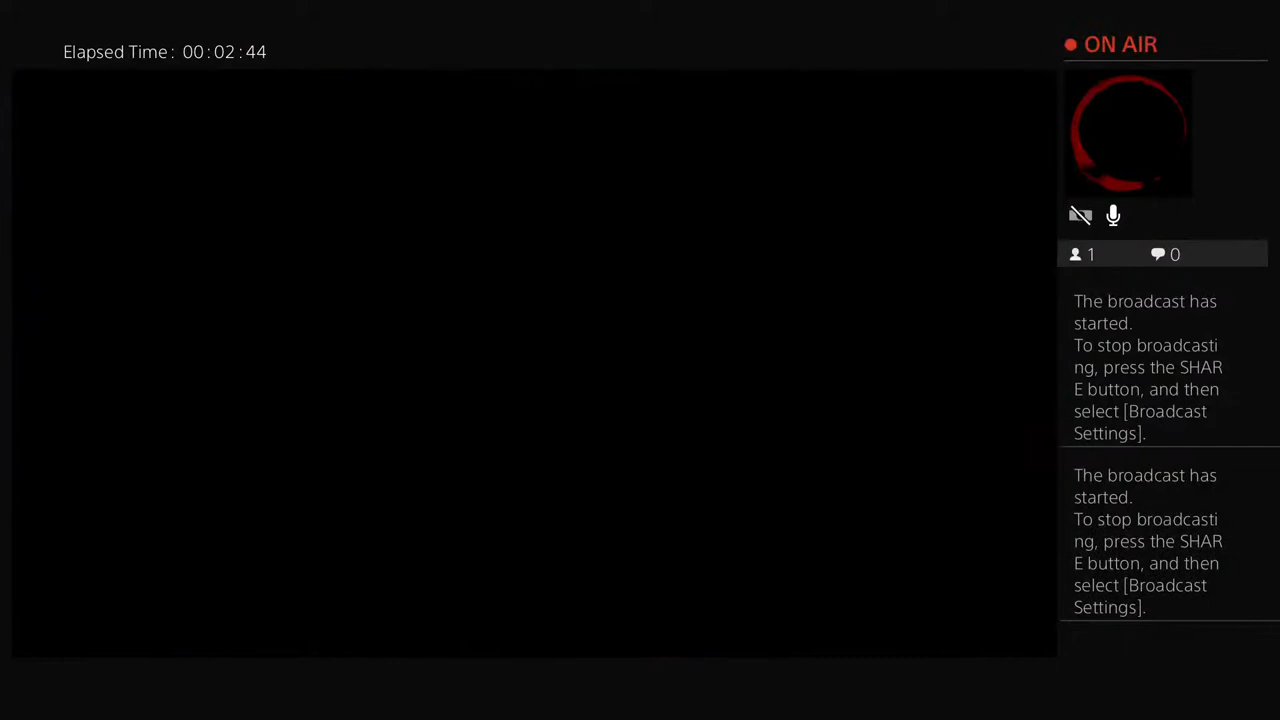 Elapsed Time: 00:02:44
ON AIR
1 0
The broadcast has
started.
To stop broadcasti
ng, press the SHAR
E button, and then
select [Broadcast
Settings].
The broadcast has
started.
To stop broadcasti
ng, press the SHAR
E button, and then
select [Broadcast
Settings].